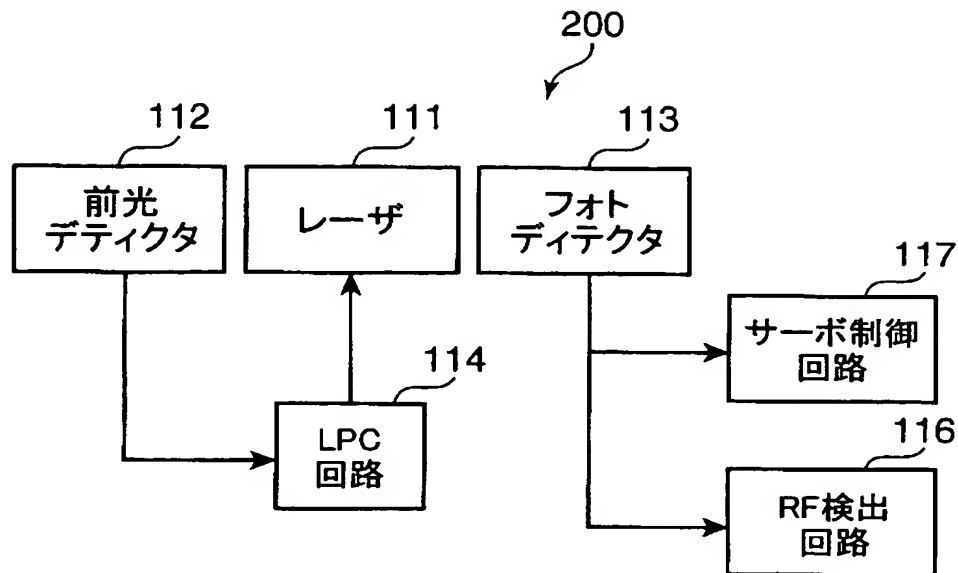 200
112
111
113
前光
デティクタ
レーザ
フォト
ディテクタ
117
サーボ制御
回路
114
LPC
回路
116
RF検出
回路